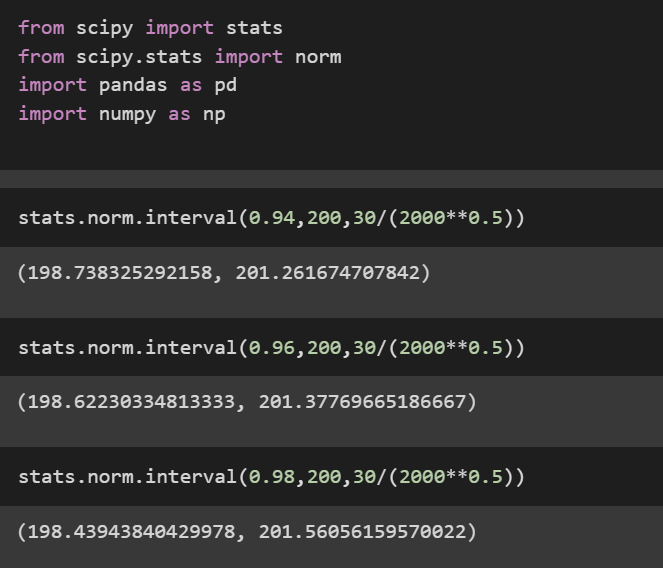 from scipy import stats
from scipy.stats import norm
import pandas as pd
import numpy as np
stats.norm.interval(0.94,200,30/(2000**0.5))
(198.738325292158, 201.261674707842)
stats.norm.interval(0.96,200,30/(2000**0.5))
(198.62230334813333, 201.37769665186667)
stats.norm.interval(0.98,200,30/(2000**0.5))
(198.43943840429978, 201.56056159570022)